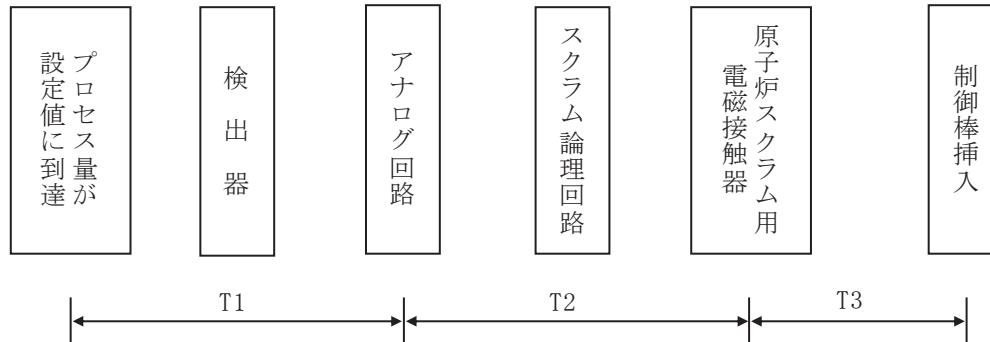 プロセス量が
設定値に到達
検出器
アナログ回路
スクラム論理回路
原子炉スクラム用
電磁接触器
制御棒挿入
T1
T2
T3